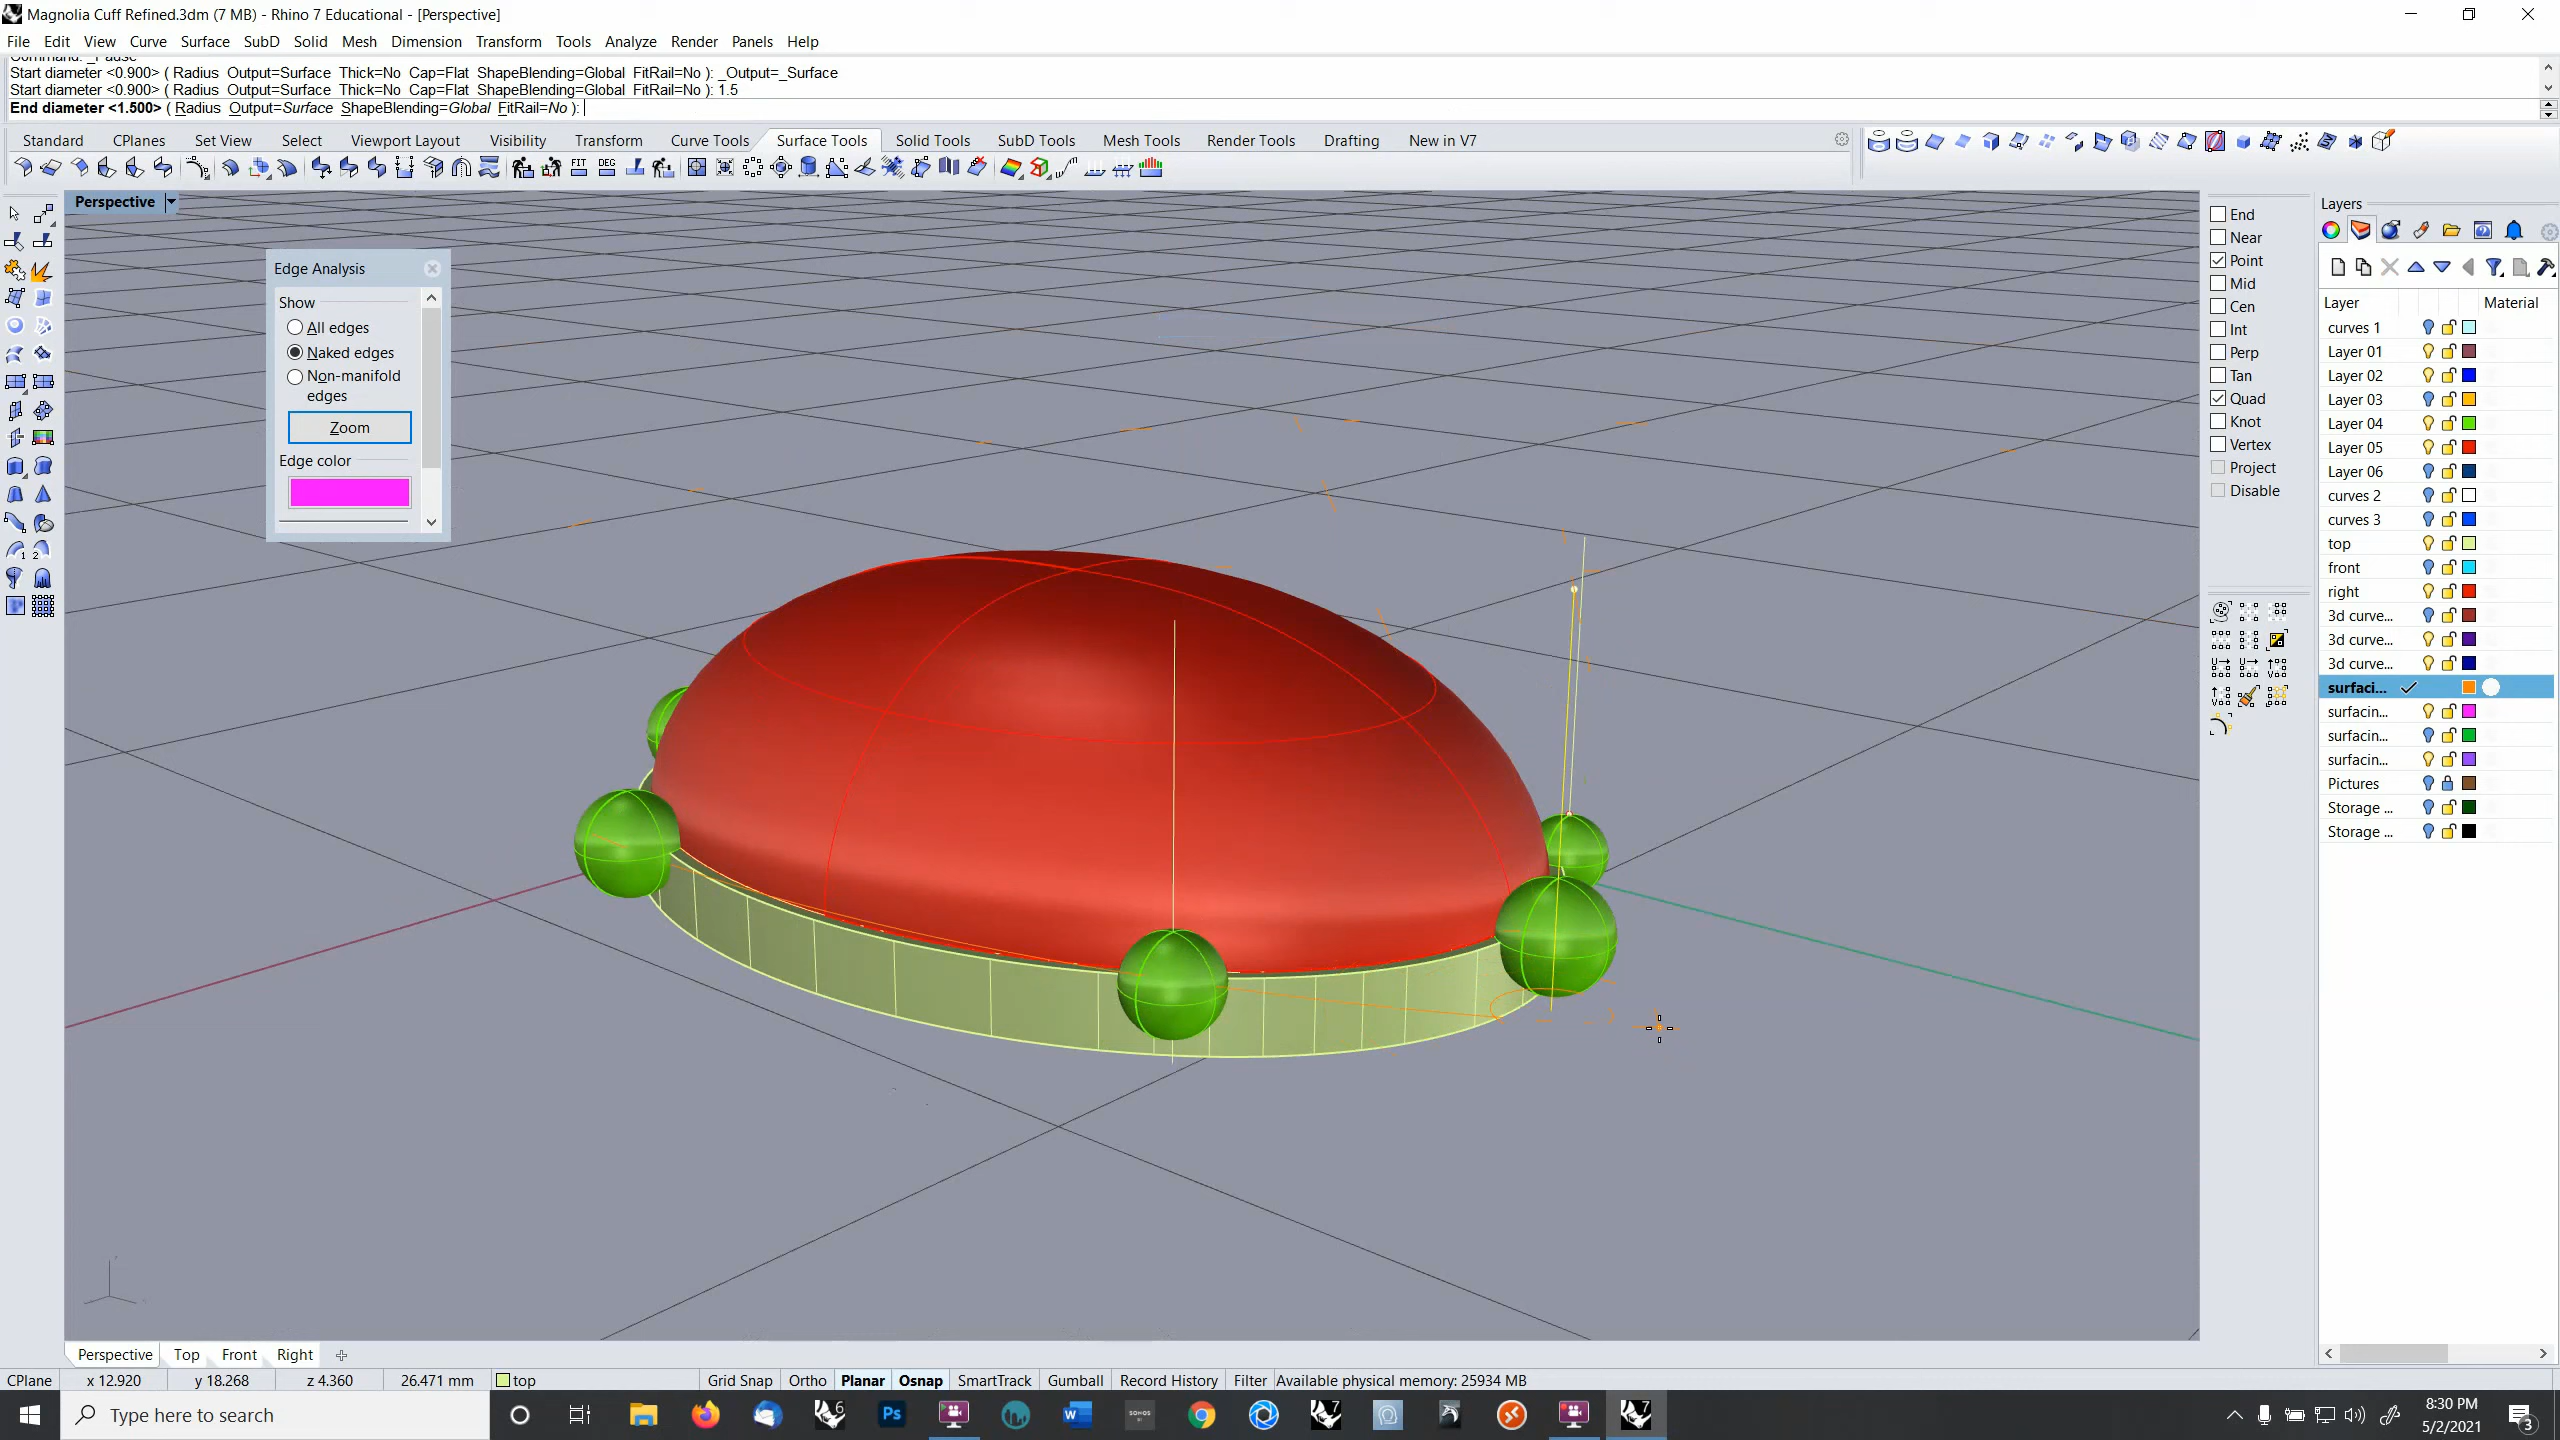 Magnolia Cuff Refined.3dm (7 MB) - Rhino 7 Educational - [Perspective]
File Edit View Curve Surface SubD Solid Mesh Dimension Transform Tools Analyze Render Panels Help
Command: _Pause
Start diameter <0.900> ( Radius Output=Surface Thick=No Cap=Flat ShapeBlending=Global FitRail=No ): _Output=_Surface
Start diameter <0.900> ( Radius Output=Surface Thick=No Cap=Flat ShapeBlending=Global FitRail=No ): 1.5
End diameter <1.500> ( Radius Output=Surface ShapeBlending=Global FitRail=No ):
Standard CPlanes Set View Select Viewport Layout Visibility Transform Curve Tools Surface Tools Solid Tools SubD Tools Mesh Tools Render Tools Drafting New in V7
FIT DEG
Perspective
Edge Analysis
Show
All edges
Naked edges
Non-manifold
edges
Zoom
Edge color
End
Near
Point
Mid
Cen
Int
Perp
Tan
Quad
Knot
Vertex
Project
Disable
Layers
Layer Material
curves 1
Layer 01
Layer 02
Layer 03
Layer 04
Layer 05
Layer 06
curves 2
curves 3
top
front
right
3d curve...
3d curve...
3d curve...
surfaci...
surfacin...
surfacin...
surfacin...
Pictures
Storage ...
Storage ...
Perspective Top Front Right
CPlane x 12.920 y 18.268 z 4.360 26.471 mm top Grid Snap Ortho Planar Osnap SmartTrack Gumball Record History Filter Available physical memory: 25934 MB
Type here to search
8:30 PM
5/2/2021
3